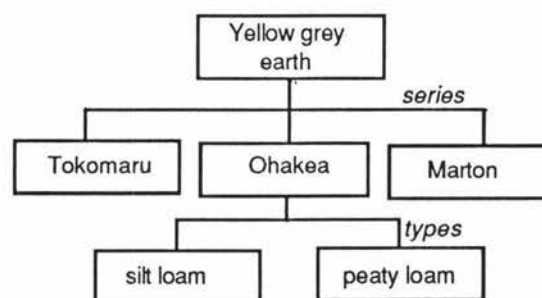 Yellow grey
earth
series
Tokomaru
Ohakea
Marton
types
silt loam
peaty loam